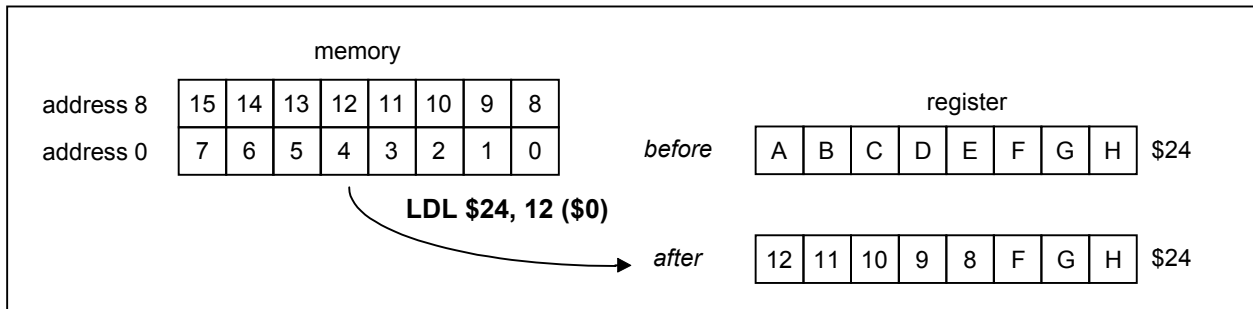 memory
address 8 15 14 13 12 11 10 9 8
address 0 7 6 5 4 3 2 1 0
LDL $24, 12 ($0)
register
before A B C D E F G H $24
after 12 11 10 9 8 F G H $24